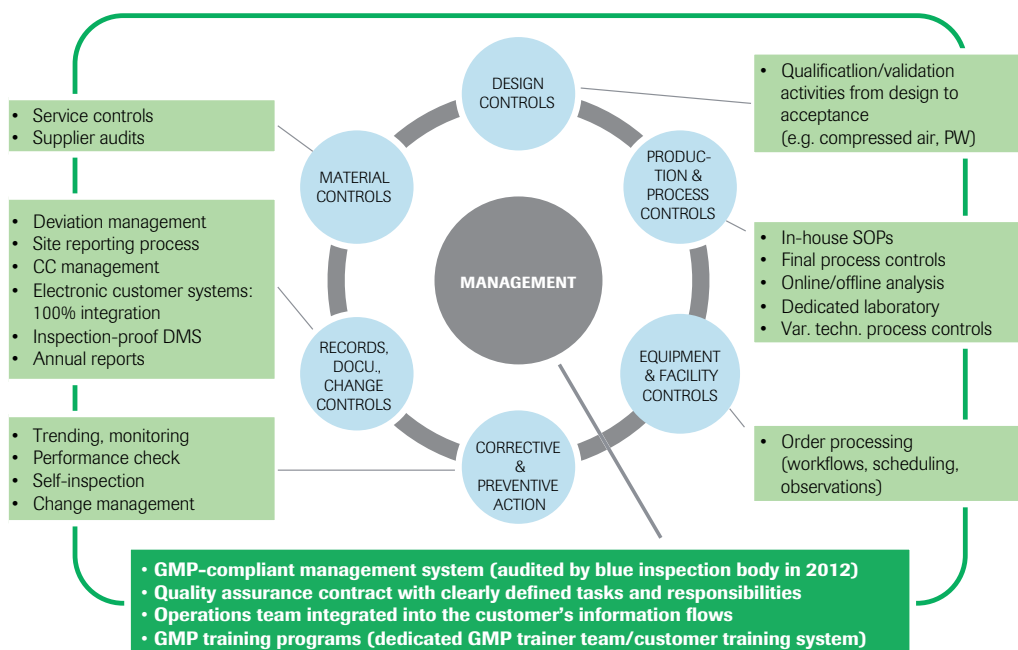 DESIGN
CONTROLS
• Qualificatlion/validation
activities from design to
acceptance
(e.g. compressed air, PW)
• Service controls
• Supplier audits
MATERIAL
CONTROLS
PRODUC-
TION &
PROCESS
CONTROLS
• Deviation management
• Site reporting process
• CC management
• Electronic customer systems:
100% integration
• Inspection-proof DMS
• Annual reports
MANAGEMENT
• In-house SOPs
• Final process controls
• Online/offline analysis
• Dedicated laboratory
• Var. techn. process controls
RECORDS,
DOCU.,
CHANGE
CONTROLS
EQUIPMENT
& FACILITY
CONTROLS
• Trending, monitoring
• Performance check
• Self-inspection
• Change management
CORRECTIVE
&
PREVENTIVE
ACTION
• Order processing
(workflows, scheduling,
observations)
• GMP-compliant management system (audited by blue inspection body in 2012)
• Quality assurance contract with clearly defined tasks and responsibilities
• Operations team integrated into the customer's information flows
• GMP training programs (dedicated GMP trainer team/customer training system)